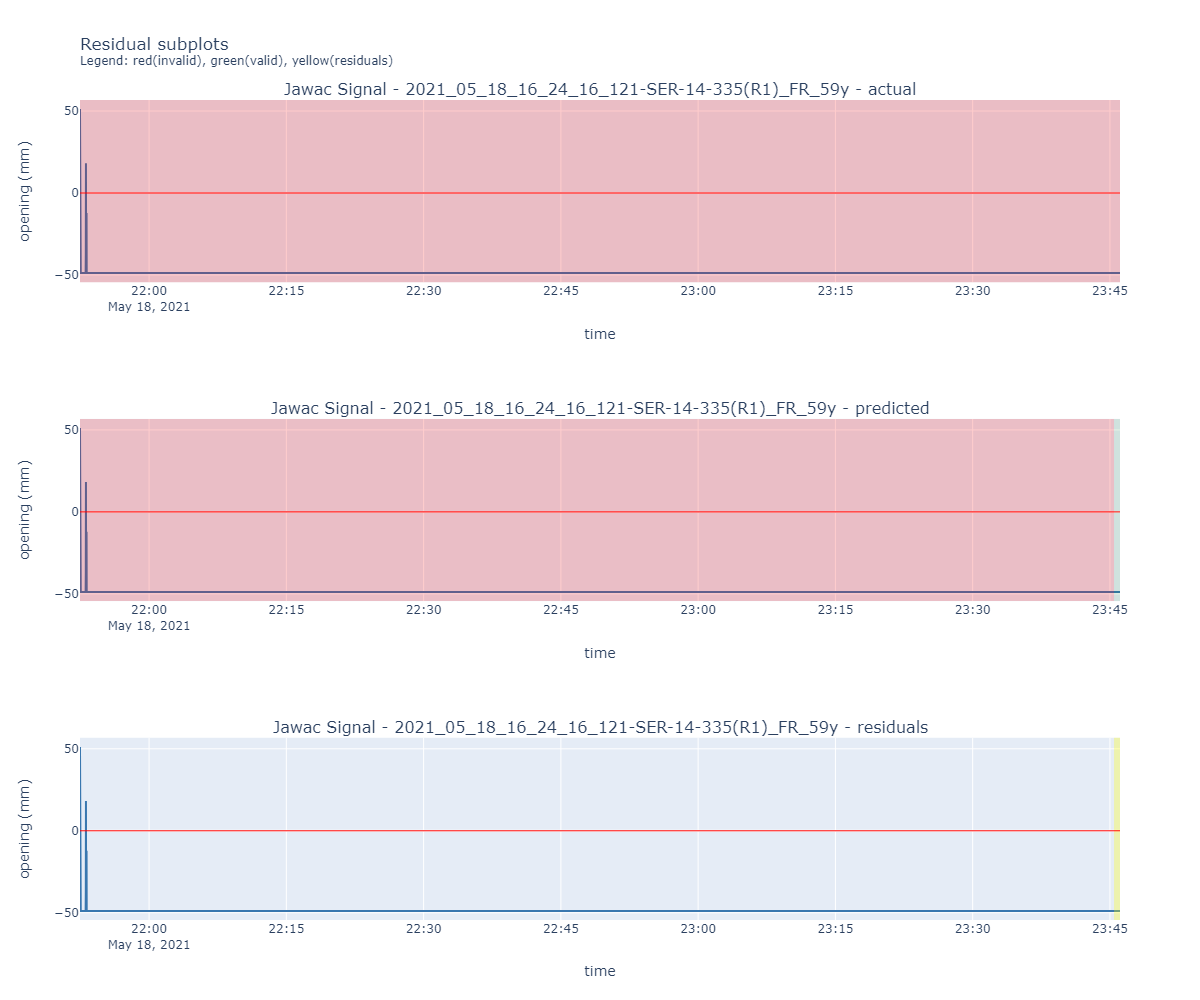 Residual subplots
Legend: red(invalid), green(valid), yellow(residuals)
Jawac Signal - 2021_05_18_16_24_16_121-SER-14-335(R1)_FR_59y - actual
50
0
−50
opening (mm)
22:00 22:15 22:30 22:45 23:00 23:15 23:30 23:45
May 18, 2021
time
Jawac Signal - 2021_05_18_16_24_16_121-SER-14-335(R1)_FR_59y - predicted
50
0
−50
opening (mm)
22:00 22:15 22:30 22:45 23:00 23:15 23:30 23:45
May 18, 2021
time
Jawac Signal - 2021_05_18_16_24_16_121-SER-14-335(R1)_FR_59y - residuals
50
0
−50
opening (mm)
22:00 22:15 22:30 22:45 23:00 23:15 23:30 23:45
May 18, 2021
time